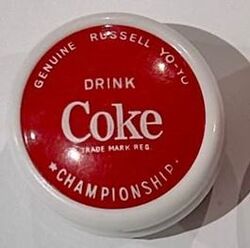 GENUINE RUSSELL YO-YO
DRINK
Coke
TRADE MARK REG.
★CHAMPIONSHIP★